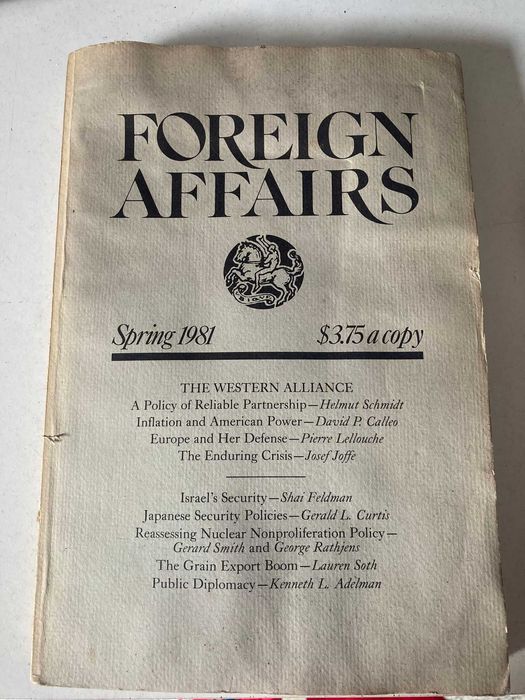 FOREIGN
AFFAIRS
Spring 1981 $3.75 a copy
THE WESTERN ALLIANCE
A Policy of Reliable Partnership—Helmut Schmidt
Inflation and American Power—David P. Calleo
Europe and Her Defense—Pierre Lellouche
The Enduring Crisis—Josef Joffe
Israel's Security—Shai Feldman
Japanese Security Policies—Gerald L. Curtis
Reassessing Nuclear Nonproliferation Policy—
Gerard Smith and George Rathjens
The Grain Export Boom—Lauren Soth
Public Diplomacy—Kenneth L. Adelman